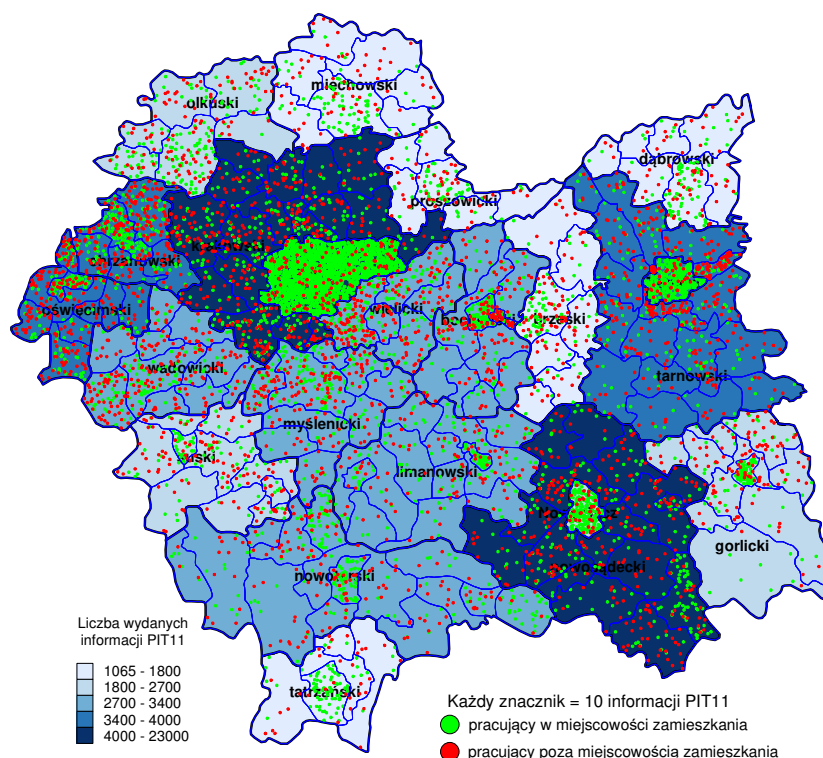 miechowski
olkuski
dąbrowski
proszowicki
chrzanowski
wielicki
oświęcimski
wadowicki
tarnowski
myślenicki
limanowski
gorlicki
tatrzański
Liczba wydanych
informacji PIT11
1065 - 1800
1800 - 2700
2700 - 3400
3400 - 4000
4000 - 23000
Każdy znacznik = 10 informacji PIT11
pracujący w miejscowości zamieszkania
pracujący poza miejscowością zamieszkania